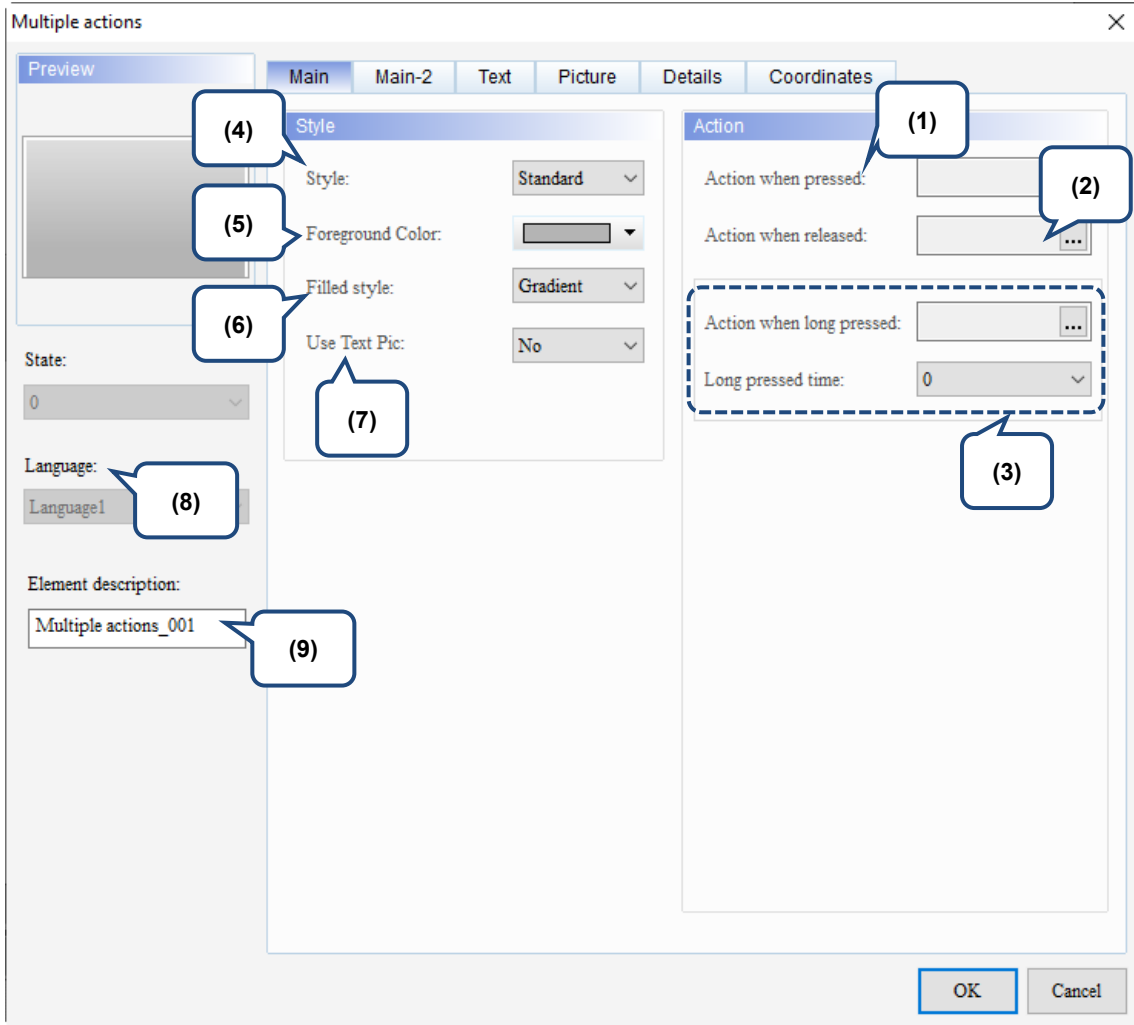 Multiple actions
Preview
Main Main-2 Text Picture Details Coordinates
Style
(4)
Style: Standard
(5)
Foreground Color:
(6)
Filled style: Gradient
Use Text Pic: No
(7)
Action
(1)
Action when pressed:
(2)
Action when released: ...
Action when long pressed: ...
Long pressed time: 0
(3)
State:
0
Language:
Language1
(8)
Element description:
Multiple actions_001
(9)
OK Cancel